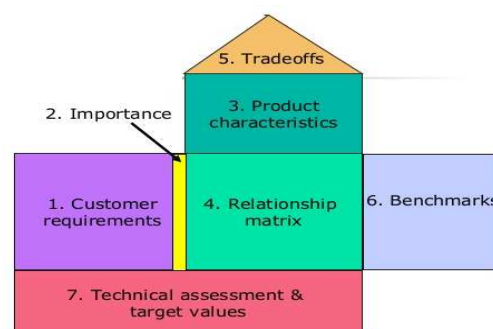 5. Tradeoffs
3. Product
characteristics
2. Importance
1. Customer
requirements
4. Relationship
matrix
6. Benchmarks
7. Technical assessment &
target values